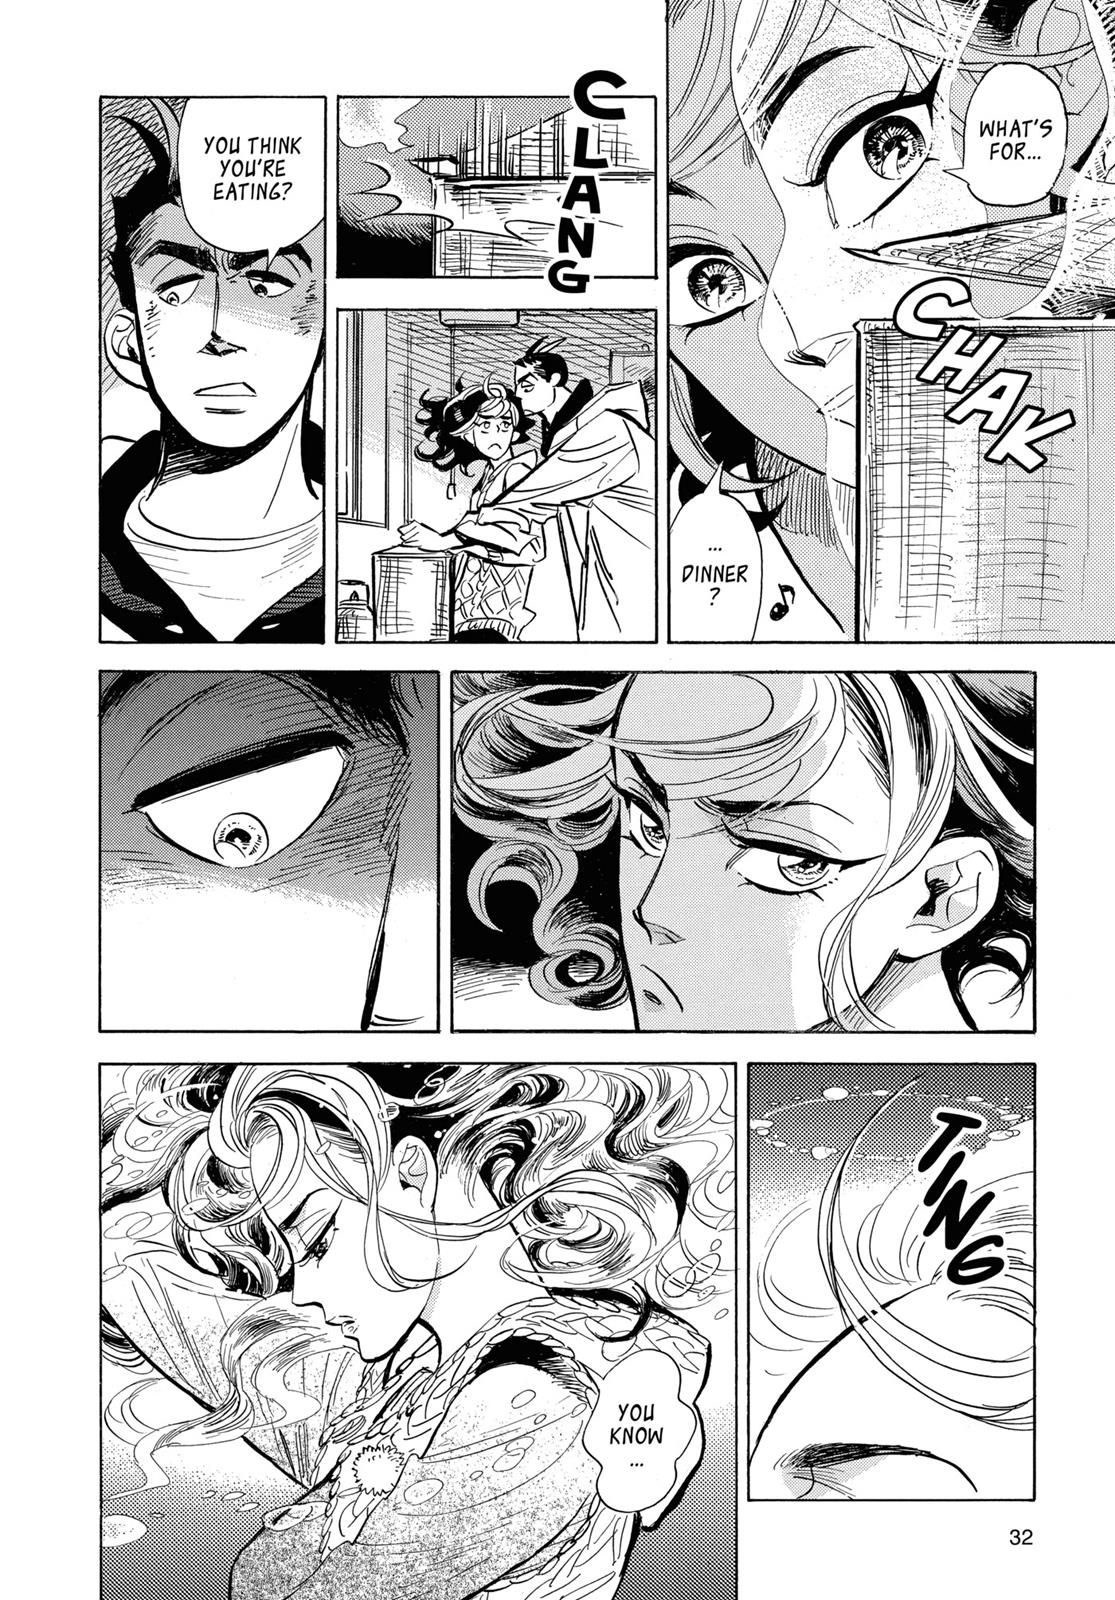 WHAT'S
FOR...
CHAK
...
DINNER
?
CLANG
YOU THINK
YOU'RE
EATING?
TING
YOU
KNOW
...
32